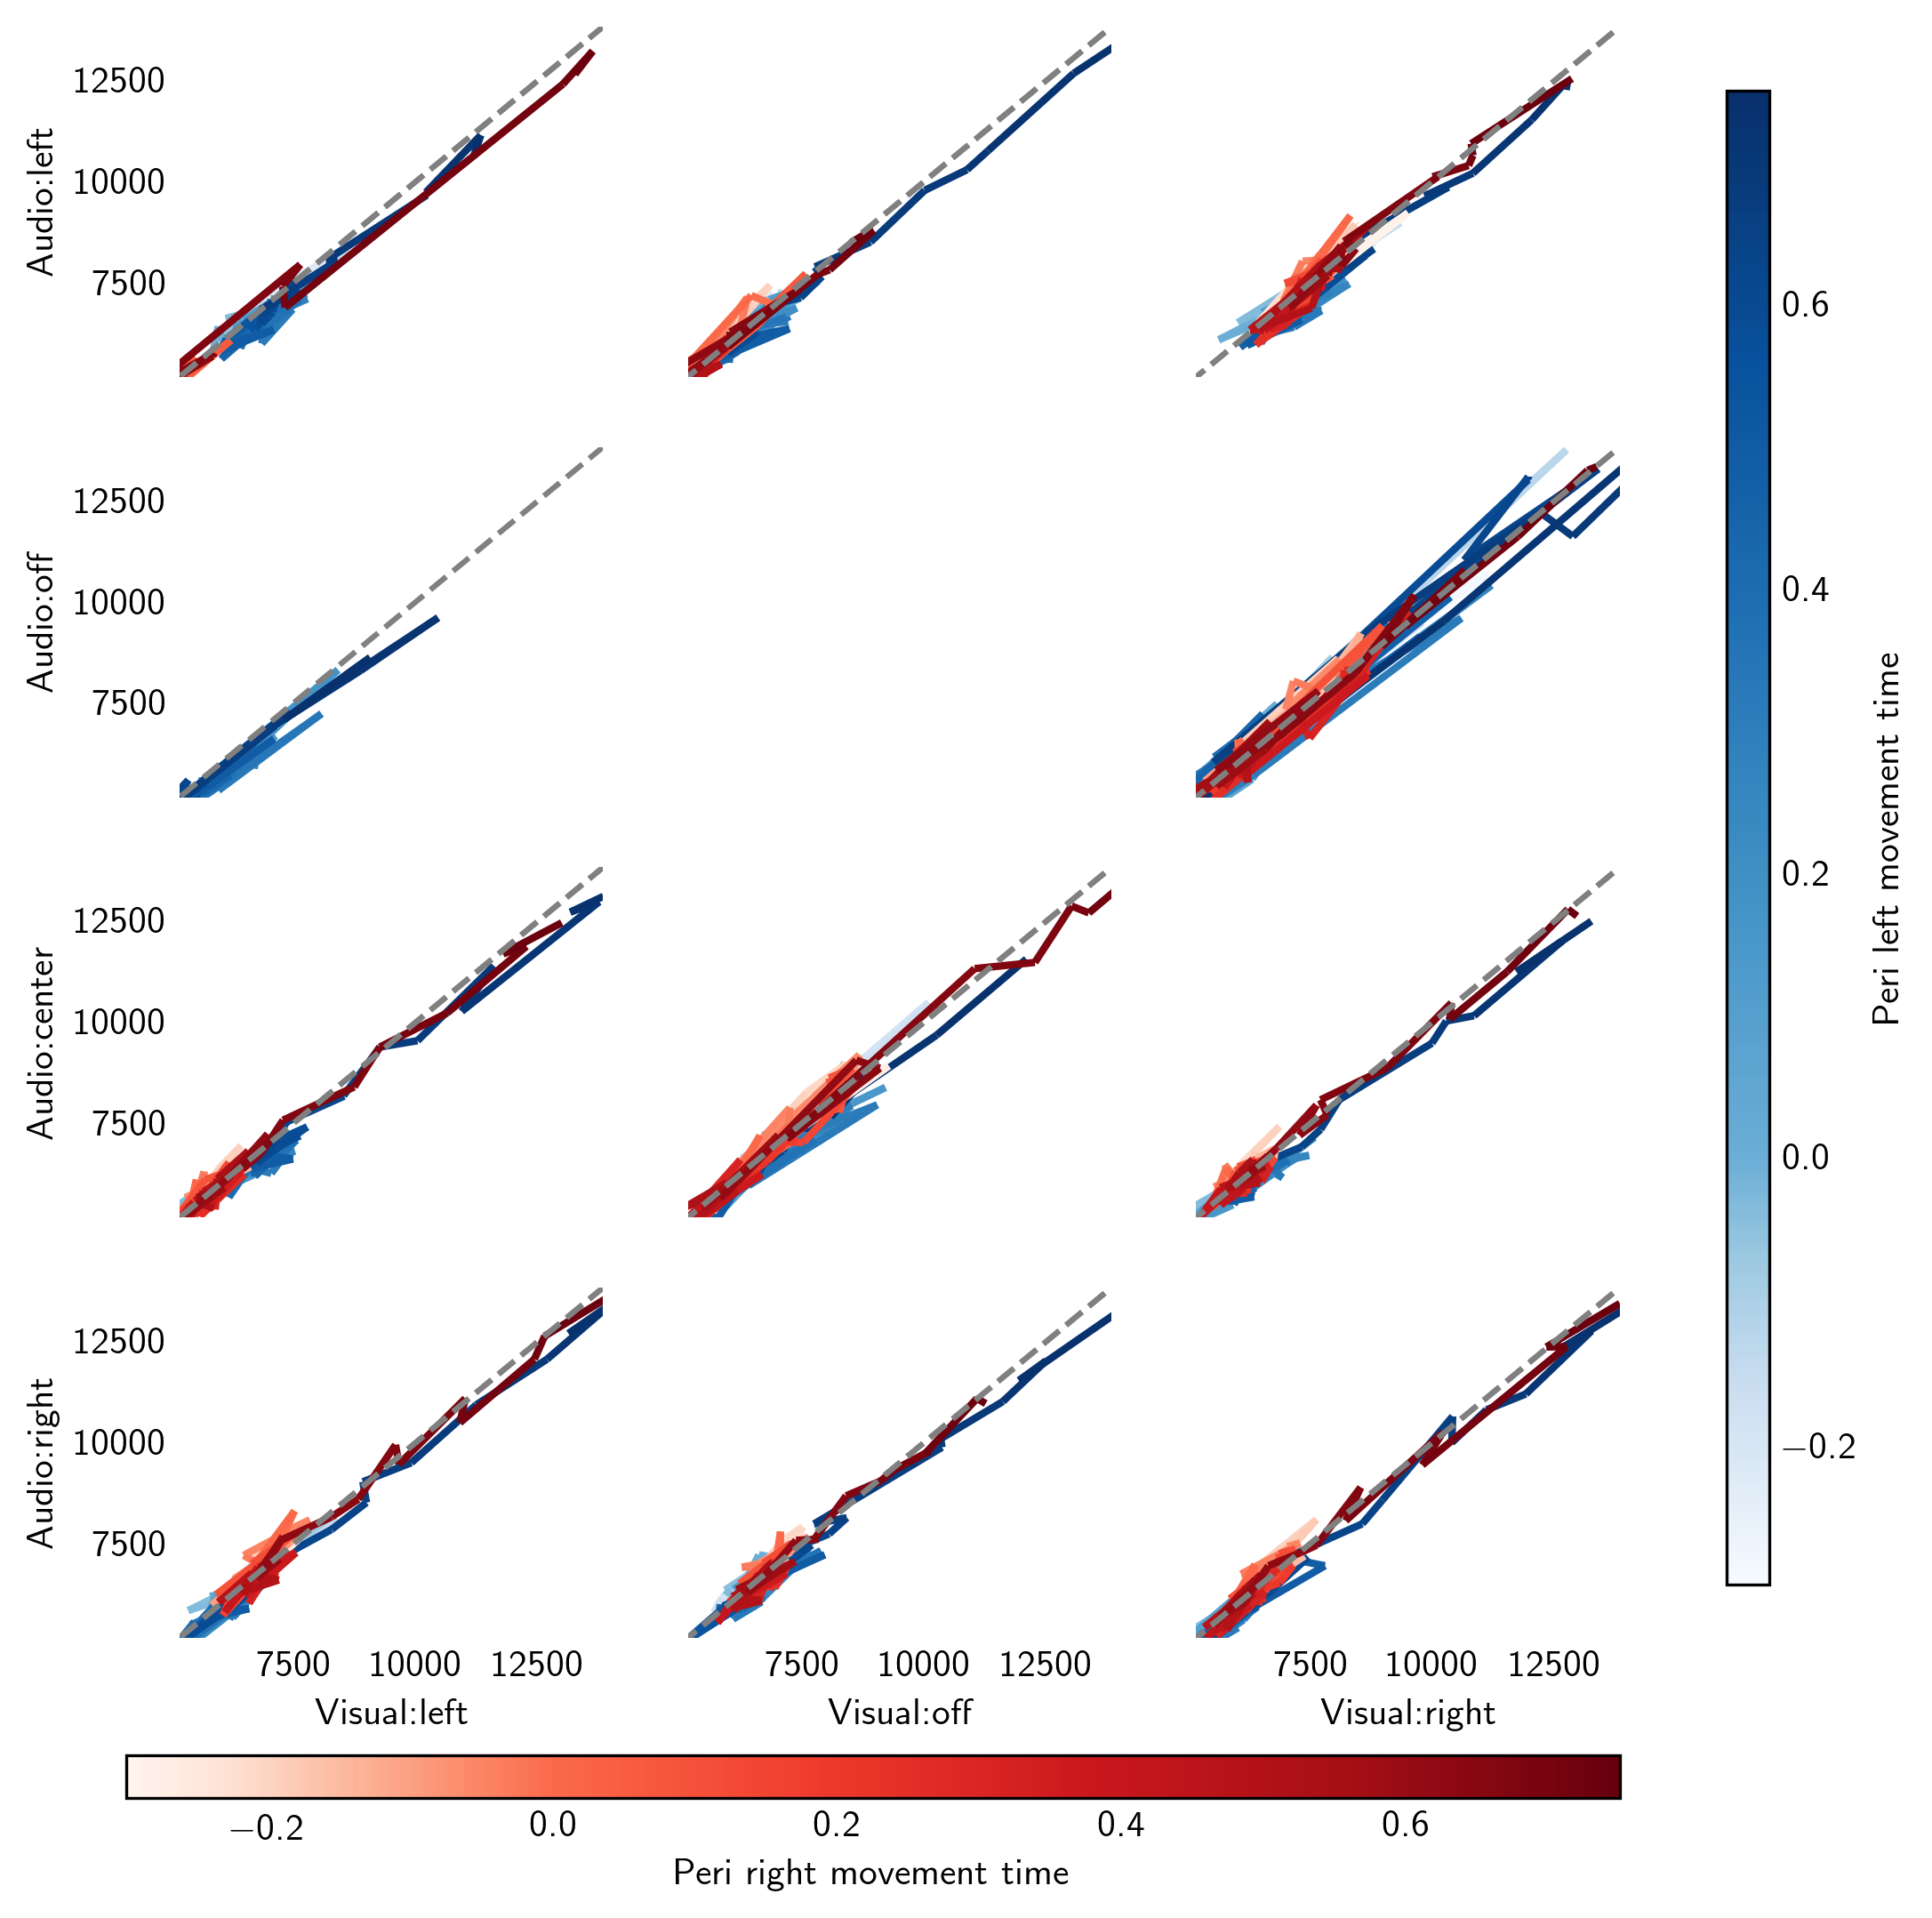 Audio:left
12500
10000
7500
Audio:off
12500
10000
7500
Audio:center
12500
10000
7500
Audio:right
12500
10000
7500
7500 10000 12500
7500 10000 12500
7500 10000 12500
Visual:left
Visual:off
Visual:right
0.6
0.4
0.2
0.0
−0.2
Peri left movement time
−0.2 0.0 0.2 0.4 0.6
Peri right movement time